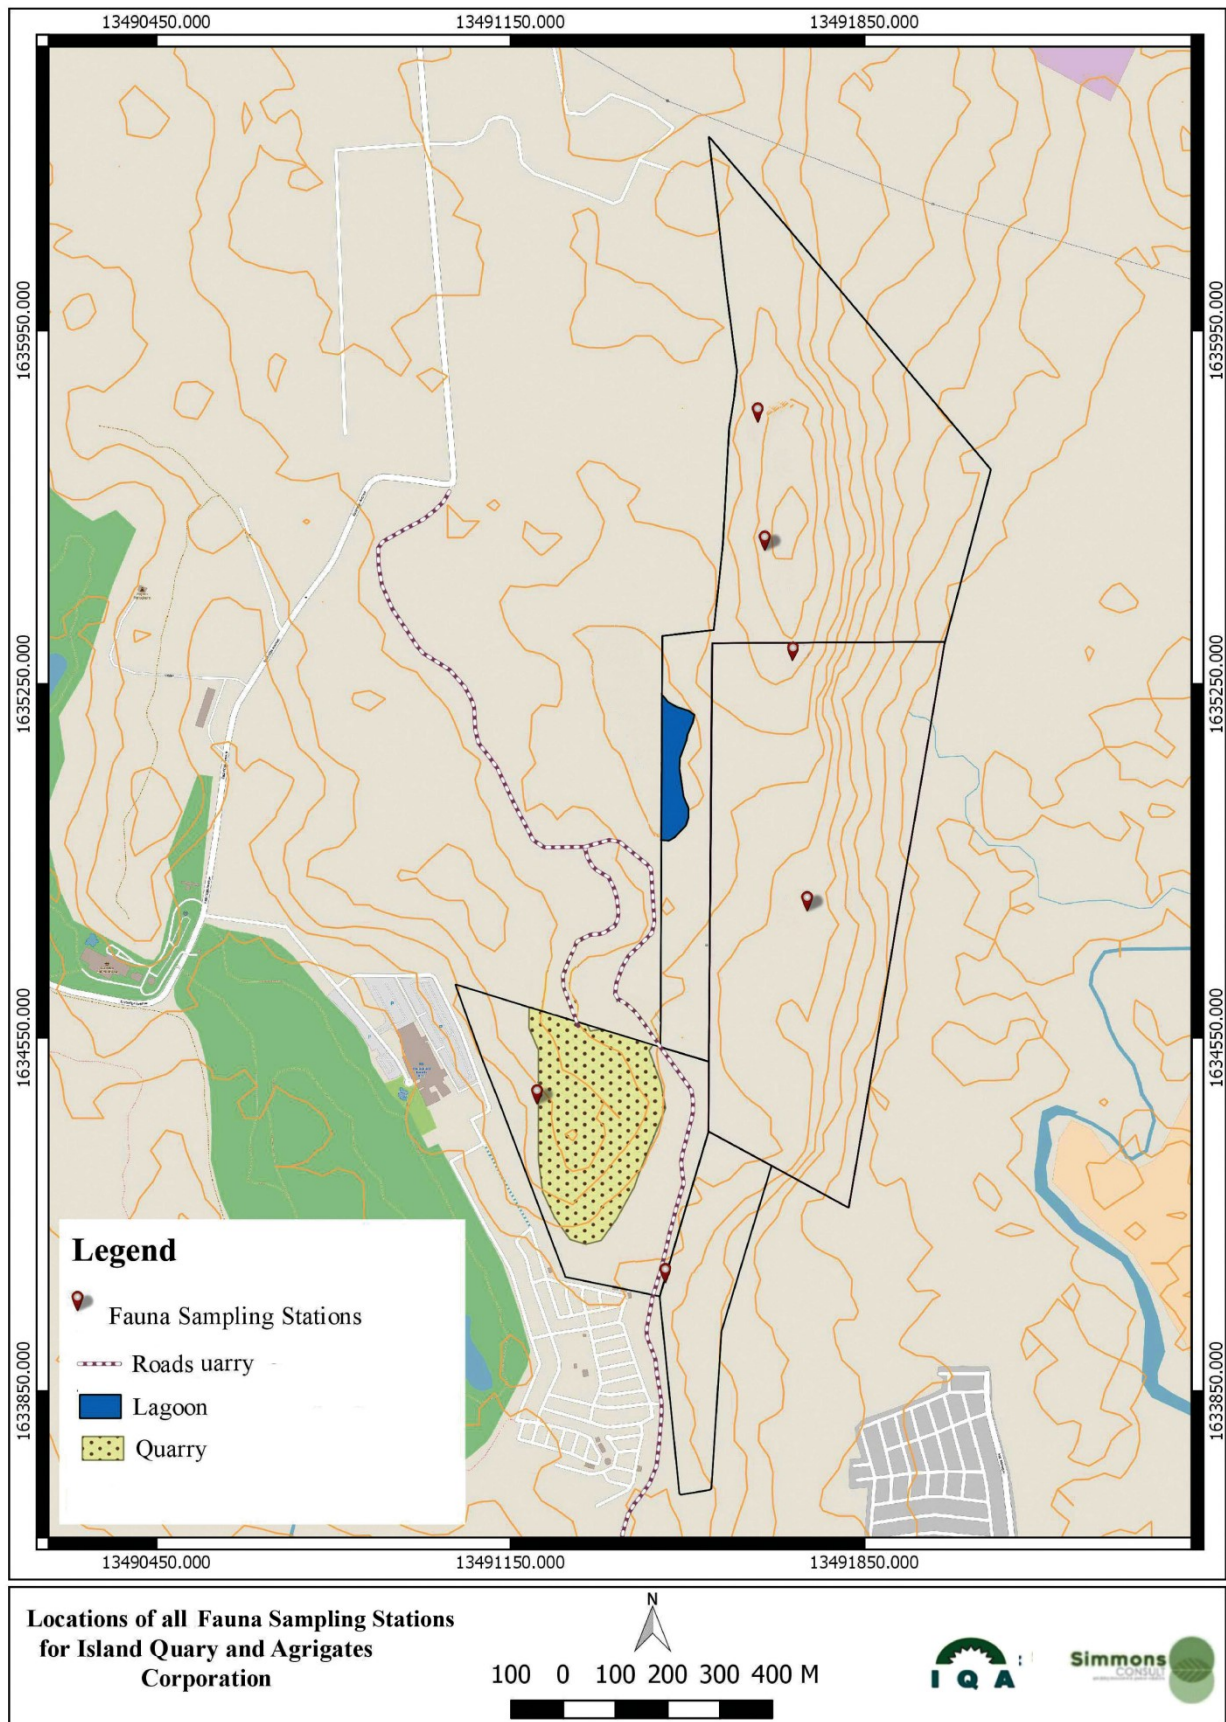 13490450.000
13491150.000
13491850.000
1635950.000
1635950.000
1635250.000
1635250.000
1634550.000
1634550.000
1633850.000
1633850.000
Legend
Fauna Sampling Stations
Roads uarry
Lagoon
Quarry
13490450.000
13491150.000
13491850.000
Locations of all Fauna Sampling Stations
for Island Quary and Agrigates
Corporation
N
100 0 100 200 300 400 M
I Q A
Simmons
CONSULT